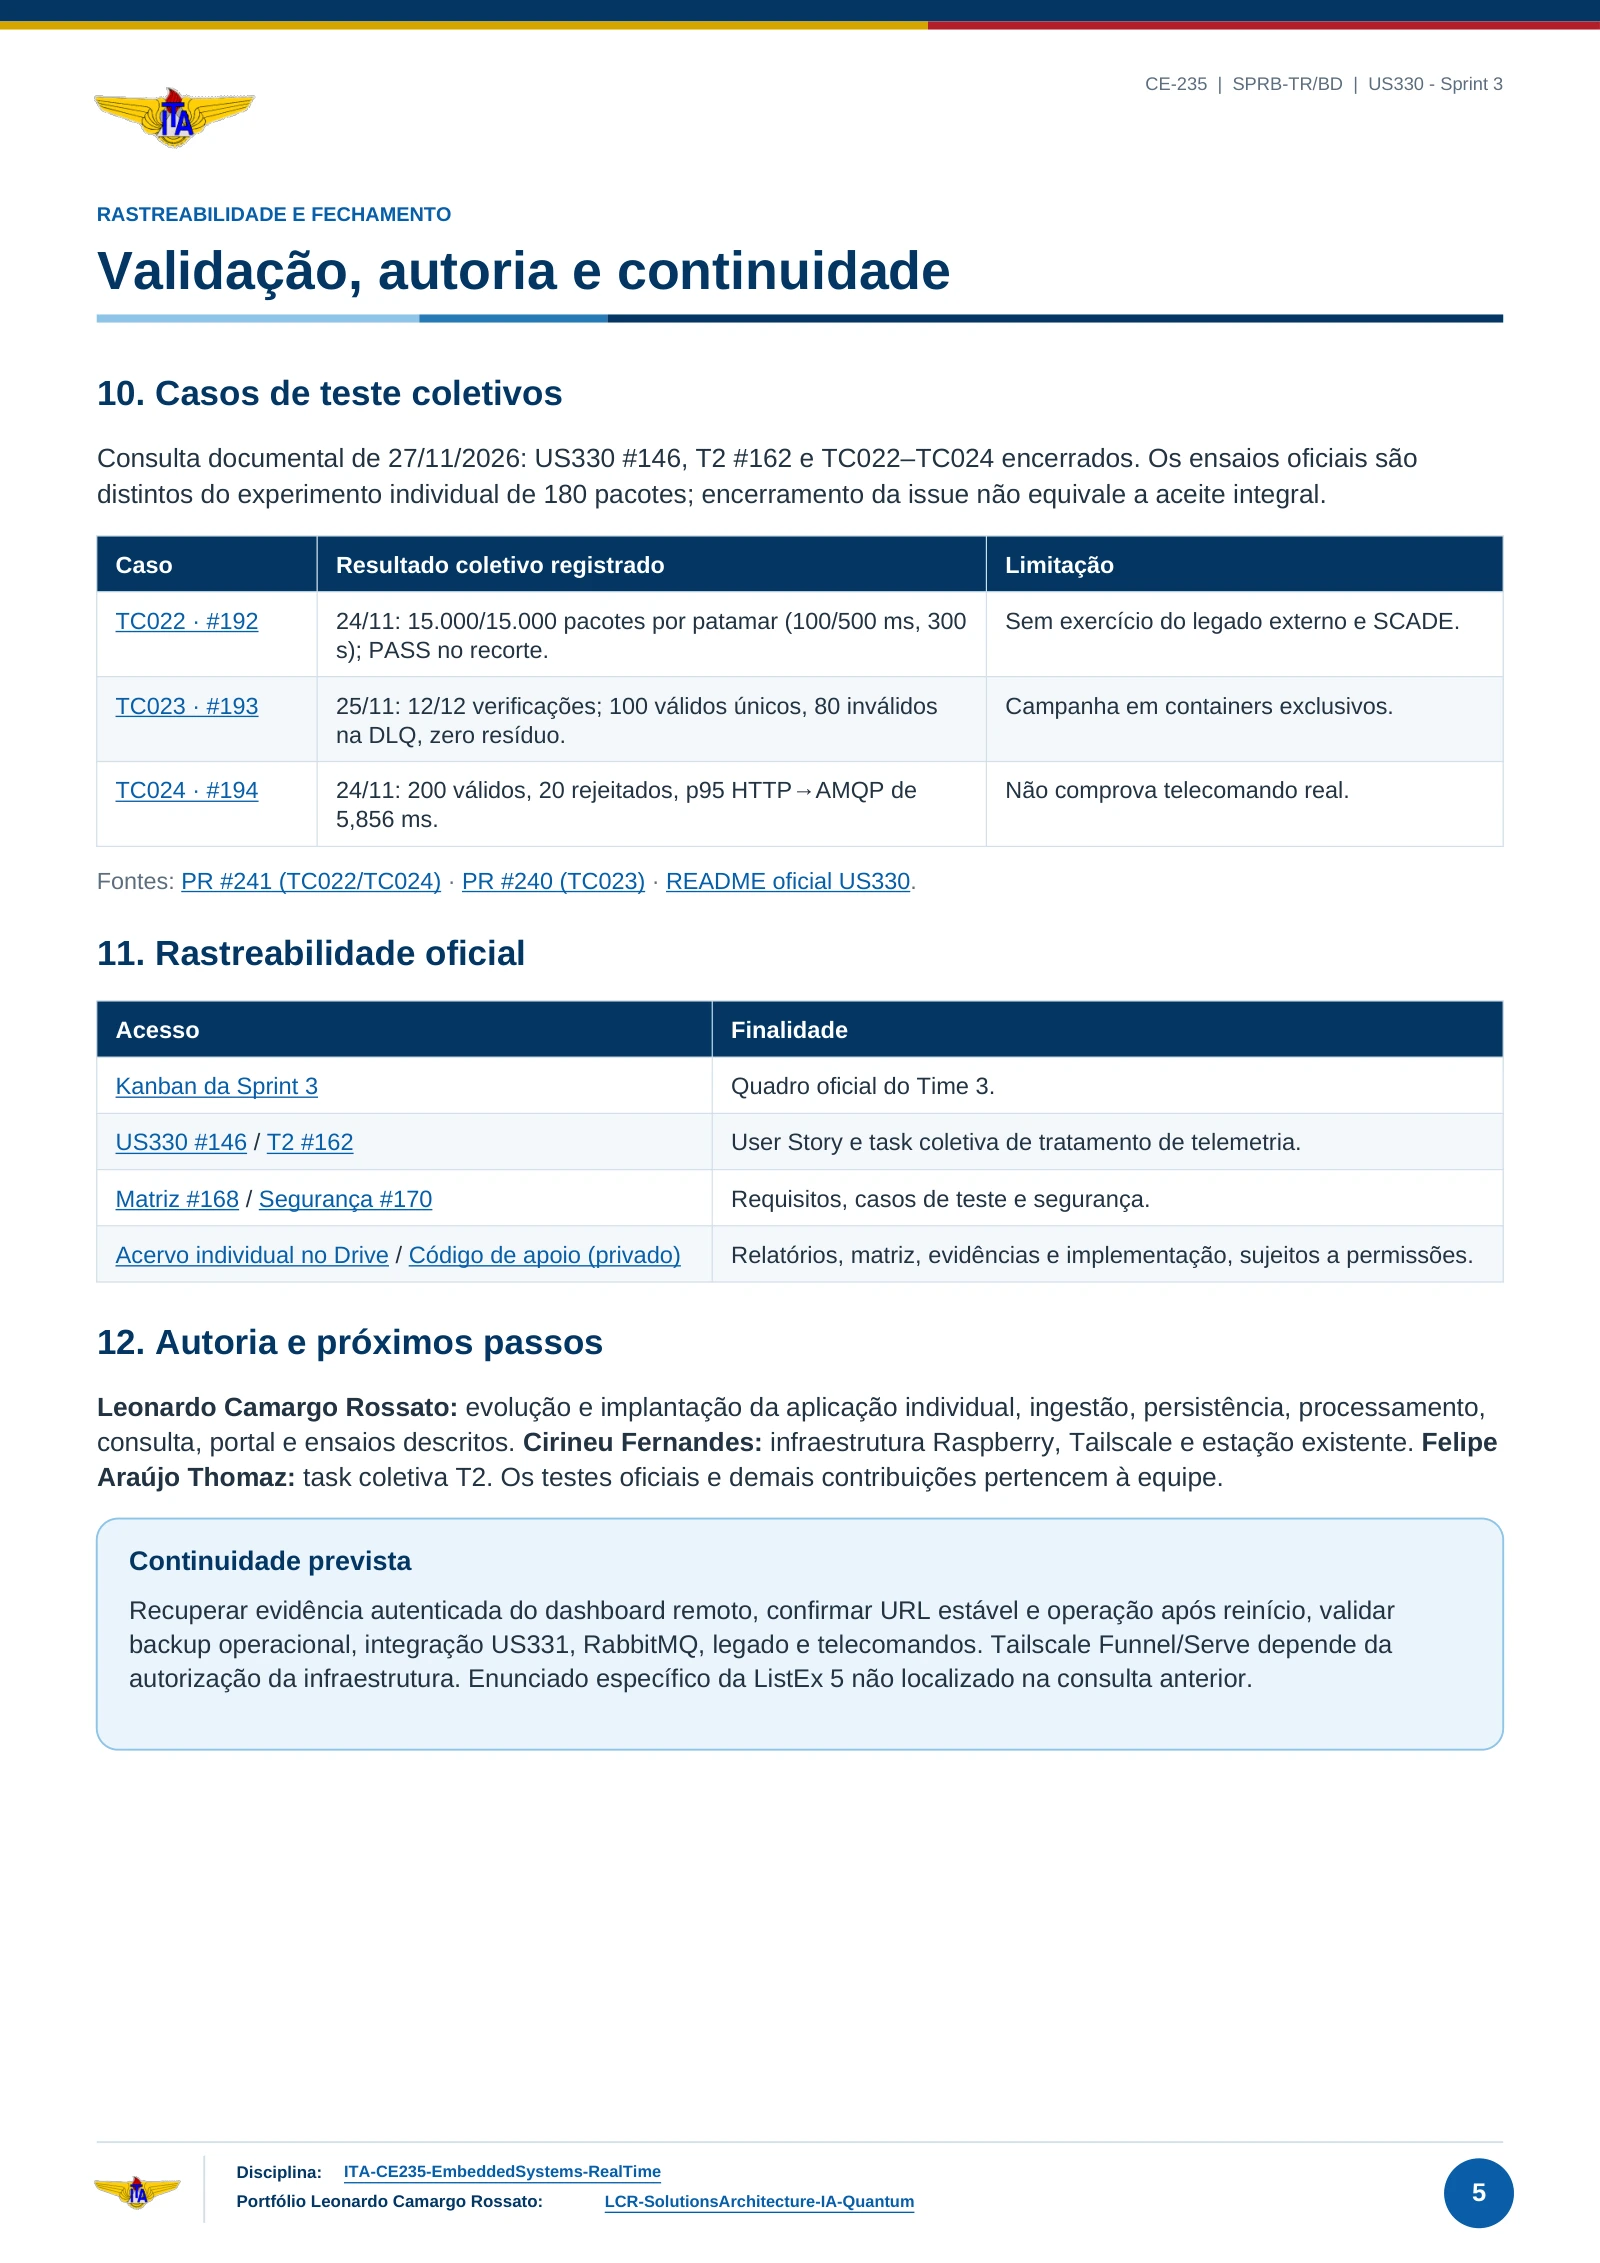 CE-235 | SPRB-TR/BD | US330 - Sprint 3
ITA
RASTREABILIDADE E FECHAMENTO
Validação, autoria e continuidade
10. Casos de teste coletivos
Consulta documental de 27/11/2026: US330 #146, T2 #162 e TC022–TC024 encerrados. Os ensaios oficiais são
distintos do experimento individual de 180 pacotes; encerramento da issue não equivale a aceite integral.
Caso Resultado coletivo registrado Limitação
TC022 · #192 24/11: 15.000/15.000 pacotes por patamar (100/500 ms, 300 Sem exercício do legado externo e SCADE.
s); PASS no recorte.
TC023 · #193 25/11: 12/12 verificações; 100 válidos únicos, 80 inválidos Campanha em containers exclusivos.
na DLQ, zero resíduo.
TC024 · #194 24/11: 200 válidos, 20 rejeitados, p95 HTTP→AMQP de Não comprova telecomando real.
5,856 ms.
Fontes: PR #241 (TC022/TC024) · PR #240 (TC023) · README oficial US330.
11. Rastreabilidade oficial
Acesso Finalidade
Kanban da Sprint 3 Quadro oficial do Time 3.
US330 #146 / T2 #162 User Story e task coletiva de tratamento de telemetria.
Matriz #168 / Segurança #170 Requisitos, casos de teste e segurança.
Acervo individual no Drive / Código de apoio (privado) Relatórios, matriz, evidências e implementação, sujeitos a permissões.
12. Autoria e próximos passos
Leonardo Camargo Rossato: evolução e implantação da aplicação individual, ingestão, persistência, processamento,
consulta, portal e ensaios descritos. Cirineu Fernandes: infraestrutura Raspberry, Tailscale e estação existente. Felipe
Araújo Thomaz: task coletiva T2. Os testes oficiais e demais contribuições pertencem à equipe.
Continuidade prevista
Recuperar evidência autenticada do dashboard remoto, confirmar URL estável e operação após reinício, validar
backup operacional, integração US331, RabbitMQ, legado e telecomandos. Tailscale Funnel/Serve depende da
autorização da infraestrutura. Enunciado específico da ListEx 5 não localizado na consulta anterior.
ITA
Disciplina: ITA-CE235-EmbeddedSystems-RealTime
Portfólio Leonardo Camargo Rossato: LCR-SolutionsArchitecture-IA-Quantum
5